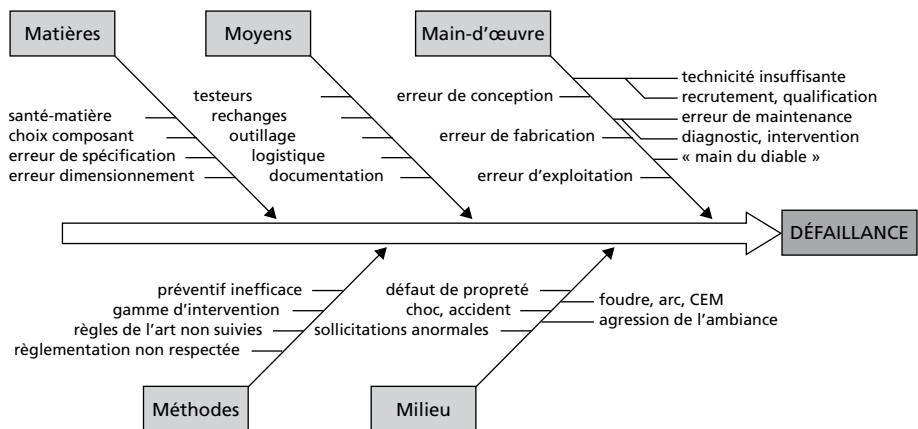 Matières
Moyens
Main-d’œuvre
santé-matière
choix composant
erreur de spécification
erreur dimensionnement
testeurs
rechanges
outillage
logistique
documentation
erreur de conception
erreur de fabrication
erreur d’exploitation
technicité insuffisante
recrutement, qualification
erreur de maintenance
diagnostic, intervention
« main du diable »
DÉFAILLANCE
préventif inefficace
gamme d’intervention
règles de l’art non suivies
règlementation non respectée
défaut de propreté
choc, accident
sollicitations anormales
foudre, arc, CEM
agression de l’ambiance
Méthodes
Milieu